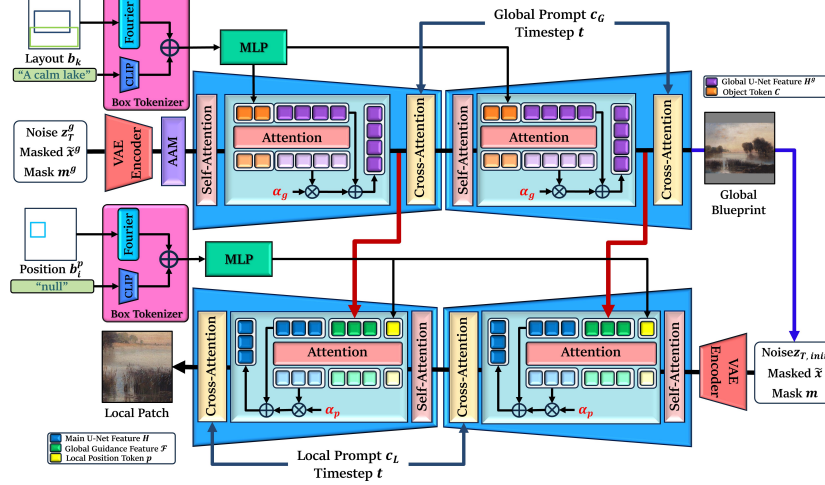 Layout b_k
"A calm lake"
Fourier
CLIP
Box Tokenizer
MLP
Global Prompt c_G
Timestep t
Global U-Net Feature H^g
Object Token C
Noise z_T^g
Masked x̃^g
Mask m^g
VAE
Encoder
AAM
Self-Attention
Attention
α_g
Cross-Attention
Self-Attention
Attention
α_g
Cross-Attention
Global
Blueprint
Position b_i^p
"null"
Fourier
CLIP
Box Tokenizer
MLP
Local Patch
Cross-Attention
Attention
α_p
Self-Attention
Cross-Attention
Attention
α_p
Self-Attention
VAE
Encoder
Noise z_{T,init}
Masked x̃
Mask m
Main U-Net Feature H
Global Guidance Feature ℱ
Local Position Token p
Local Prompt c_L
Timestep t